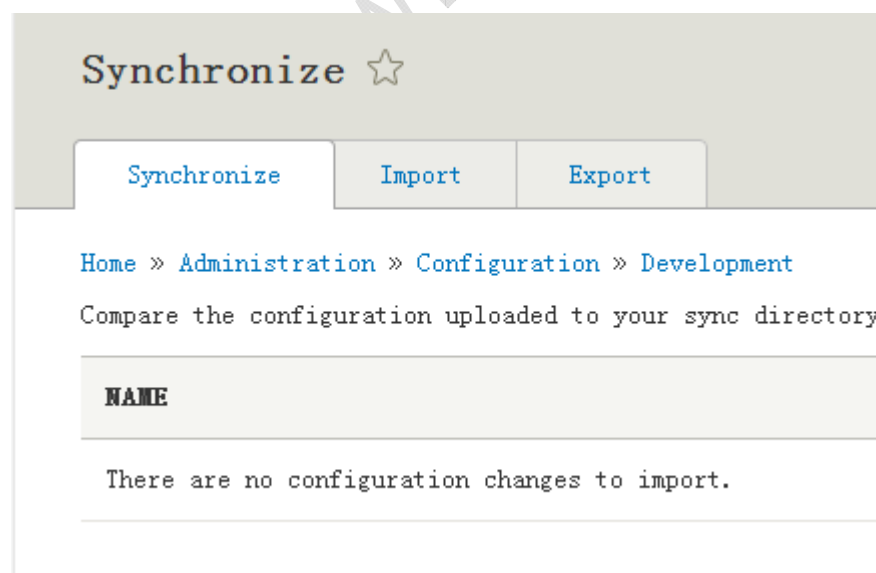 Synchronize
Synchronize Import Export
Home » Administration » Configuration » Development
Compare the configuration uploaded to your sync directory
NAME
There are no configuration changes to import.